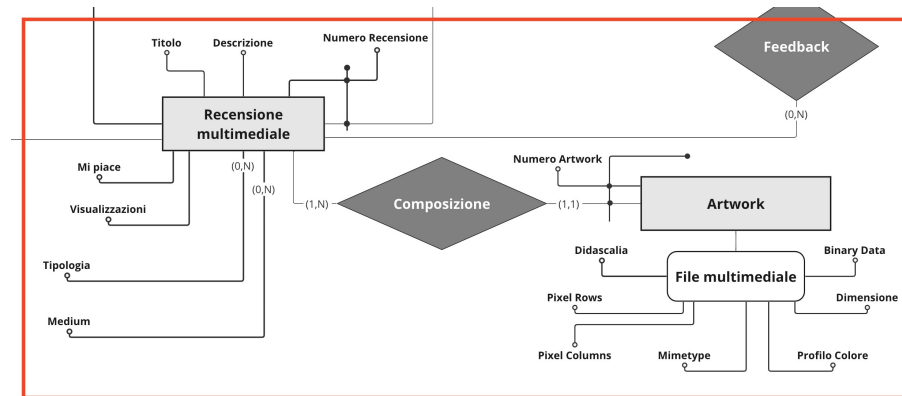 Titolo
Descrizione
Numero Recensione
Feedback
Recensione
multimediale
(0,N)
(0,N)
(0,N)
Mi piace
Visualizzazioni
Tipologia
Medium
(1,N)
Composizione
(1,1)
Numero Artwork
Artwork
Didascalia
Binary Data
File multimediale
Pixel Rows
Dimensione
Pixel Columns
Mimetype
Profilo Colore